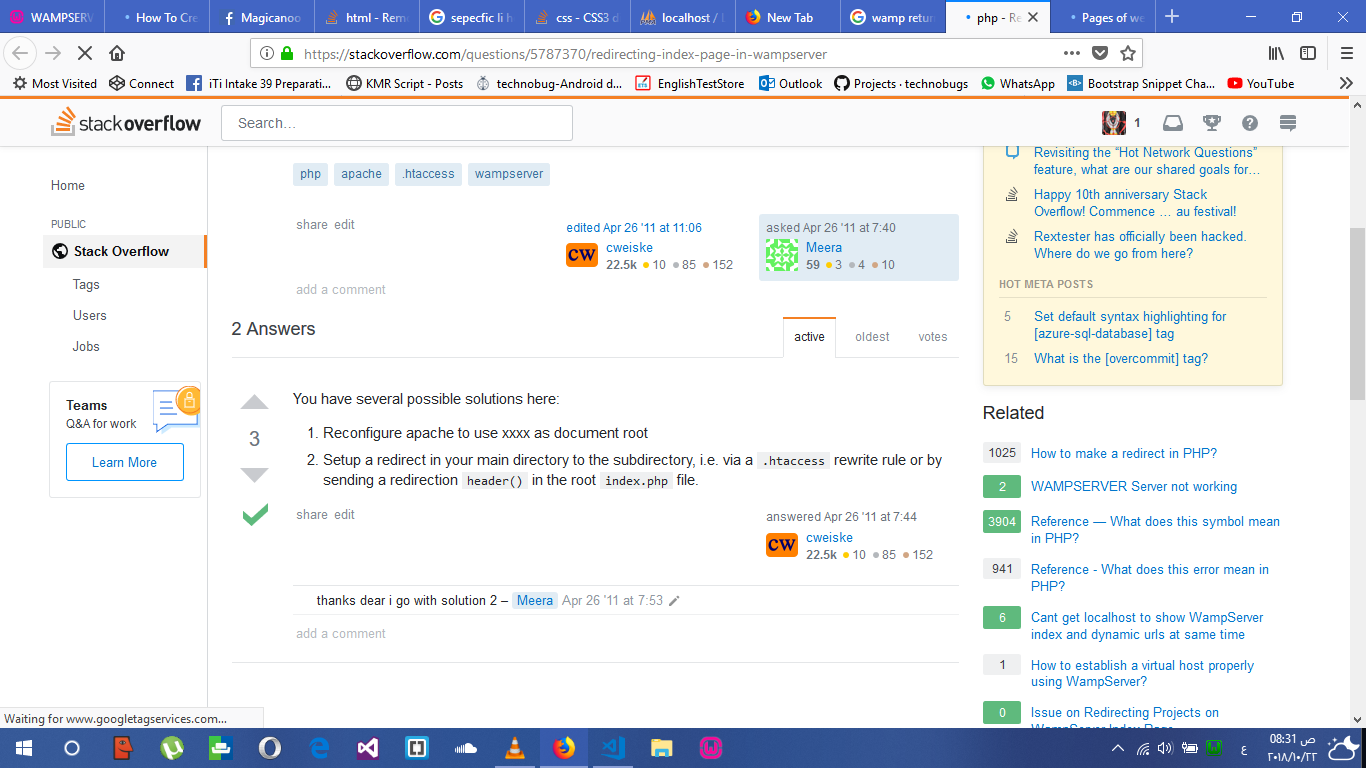 WAMPSERV
How To Cre
Magicanoo
html - Rem
sepecfic li h
css - CSS3 d
localhost /
New Tab
wamp retur
php - Re
Pages of we
https://stackoverflow.com/questions/5787370/redirecting-index-page-in-wampserver
Most Visited
Connect
iTi Intake 39 Preparati...
KMR Script - Posts
technobug-Android d...
EnglishTestStore
Outlook
Projects · technobugs
WhatsApp
Bootstrap Snippet Cha...
YouTube
stackoverflow
Search...
1
Home
PUBLIC
Stack Overflow
Tags
Users
Jobs
Teams
Q&A for work
Learn More
php apache .htaccess wampserver
share edit
edited Apr 26 '11 at 11:06
CW
cweiske
22.5k 10 85 152
asked Apr 26 '11 at 7:40
Meera
59 3 4 10
add a comment
2 Answers
active oldest votes
3
You have several possible solutions here:
1. Reconfigure apache to use xxxx as document root
2. Setup a redirect in your main directory to the subdirectory, i.e. via a .htaccess rewrite rule or by
sending a redirection header() in the root index.php file.
share edit
answered Apr 26 '11 at 7:44
CW
cweiske
22.5k 10 85 152
thanks dear i go with solution 2 – Meera Apr 26 '11 at 7:53
add a comment
Revisiting the “Hot Network Questions”
feature, what are our shared goals for…
Happy 10th anniversary Stack
Overflow! Commence … au festival!
Rextester has officially been hacked.
Where do we go from here?
HOT META POSTS
5 Set default syntax highlighting for
[azure-sql-database] tag
15 What is the [overcommit] tag?
Related
1025 How to make a redirect in PHP?
2 WAMPSERVER Server not working
3904 Reference — What does this symbol mean
in PHP?
941 Reference - What does this error mean in
PHP?
6 Cant get localhost to show WampServer
index and dynamic urls at same time
1 How to establish a virtual host properly
using WampServer?
0 Issue on Redirecting Projects on
WampServer Index Page
Waiting for www.googletagservices.com...
ع
08:31 ص
٢٠١٨/١٠/٢٣